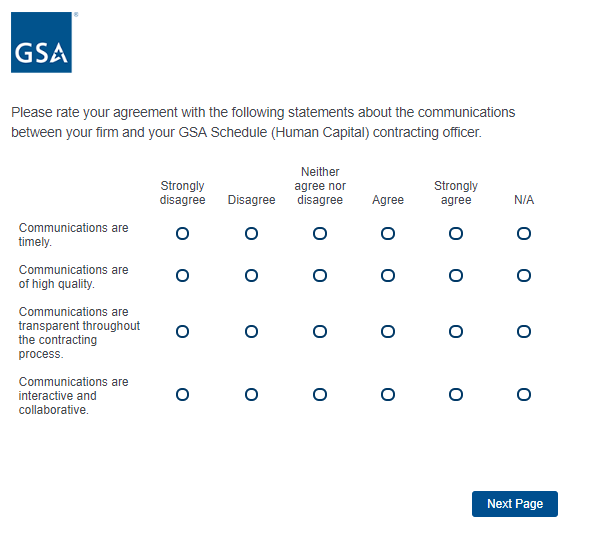 GSA
Please rate your agreement with the following statements about the communications
between your firm and your GSA Schedule (Human Capital) contracting officer.
Strongly
disagree
Disagree
Neither
agree nor
disagree
Agree
Strongly
agree
N/A
Communications are
timely.
Communications are
of high quality.
Communications are
transparent throughout
the contracting
process.
Communications are
interactive and
collaborative.
Next Page